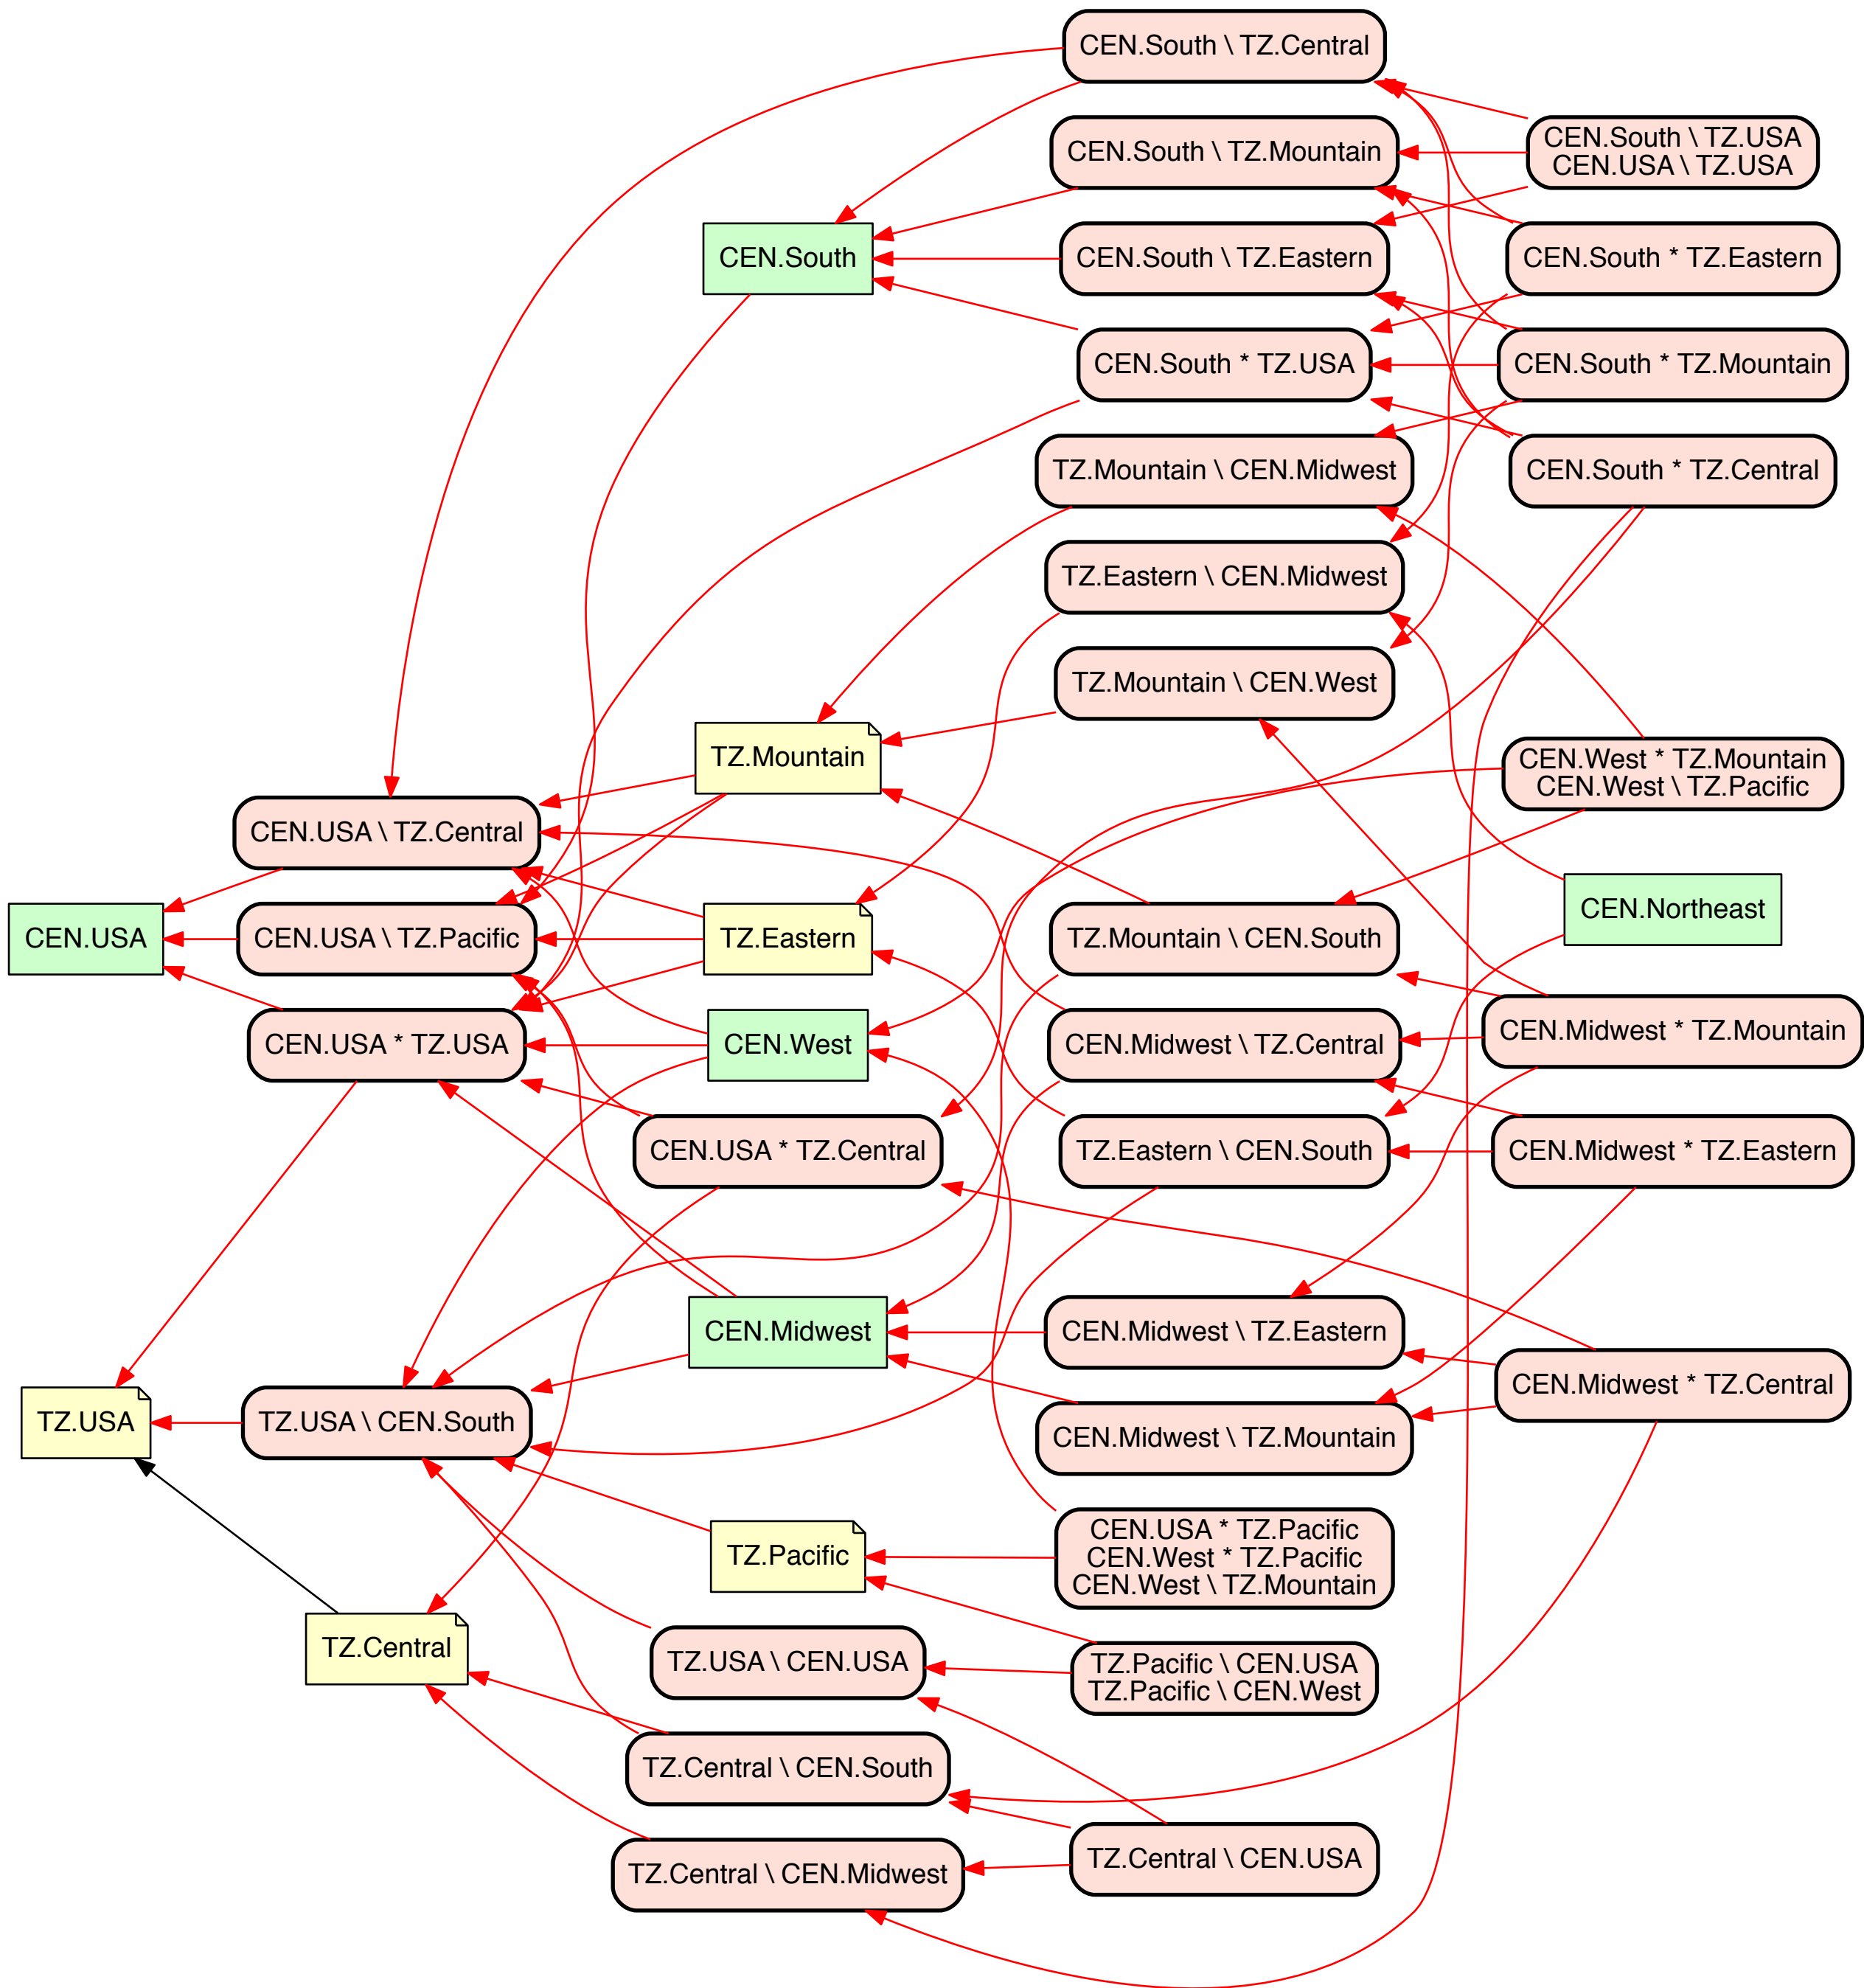 CEN.South \ TZ.Central
CEN.South \ TZ.Mountain
CEN.South \ TZ.USA
CEN.USA \ TZ.USA
CEN.South
CEN.South \ TZ.Eastern
CEN.South * TZ.Eastern
CEN.South * TZ.USA
CEN.South * TZ.Mountain
TZ.Mountain \ CEN.Midwest
CEN.South * TZ.Central
TZ.Eastern \ CEN.Midwest
TZ.Mountain \ CEN.West
TZ.Mountain
CEN.West * TZ.Mountain
CEN.West \ TZ.Pacific
CEN.USA \ TZ.Central
CEN.Northeast
CEN.USA
CEN.USA \ TZ.Pacific
TZ.Eastern
TZ.Mountain \ CEN.South
CEN.USA * TZ.USA
CEN.West
CEN.Midwest \ TZ.Central
CEN.Midwest * TZ.Mountain
CEN.USA * TZ.Central
TZ.Eastern \ CEN.South
CEN.Midwest * TZ.Eastern
CEN.Midwest
CEN.Midwest \ TZ.Eastern
CEN.Midwest * TZ.Central
TZ.USA
TZ.USA \ CEN.South
CEN.Midwest \ TZ.Mountain
TZ.Pacific
CEN.USA * TZ.Pacific
CEN.West * TZ.Pacific
CEN.West \ TZ.Mountain
TZ.Central
TZ.USA \ CEN.USA
TZ.Pacific \ CEN.USA
TZ.Pacific \ CEN.West
TZ.Central \ CEN.South
TZ.Central \ CEN.Midwest
TZ.Central \ CEN.USA